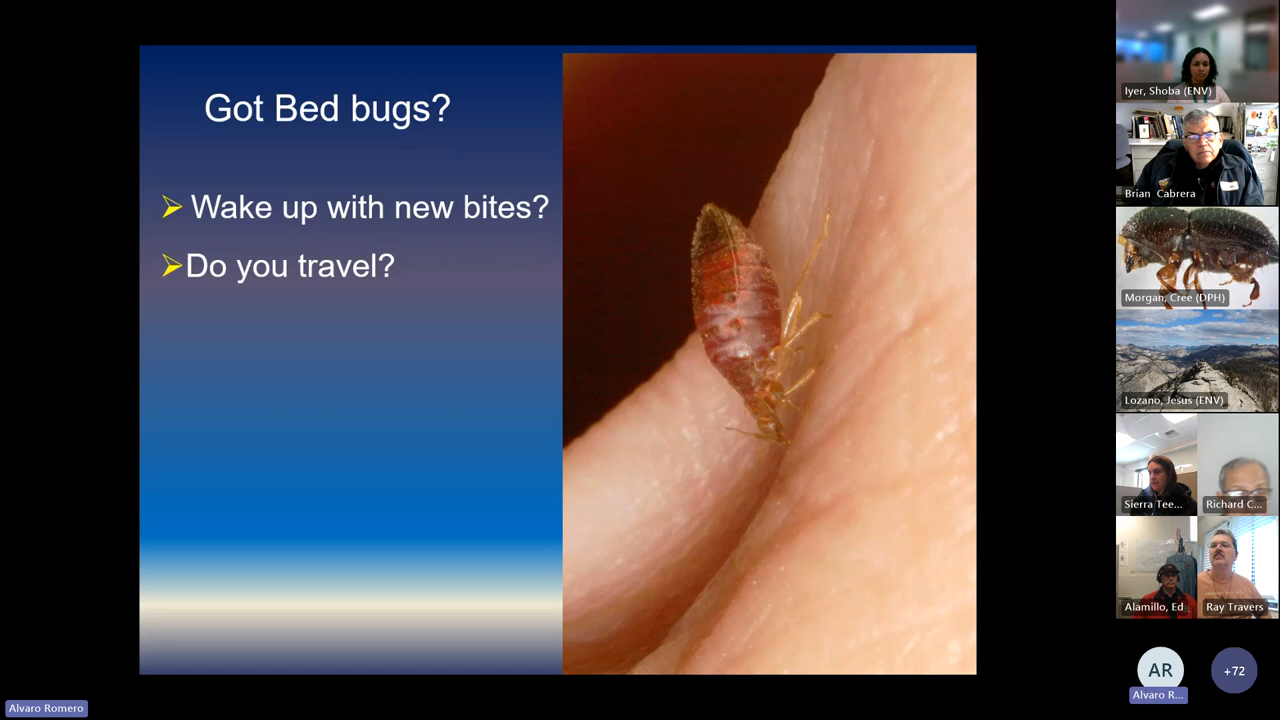 Got Bed bugs?
Wake up with new bites?
Do you travel?
Iyer, Shoba (ENV)
Brian Cabrera
Morgan, Cree (DPH)
Lozano, Jesus (ENV)
Sierra Tee...
Richard C...
Alamillo, Ed
Ray Travers
AR
+72
Alvaro R...
Alvaro Romero